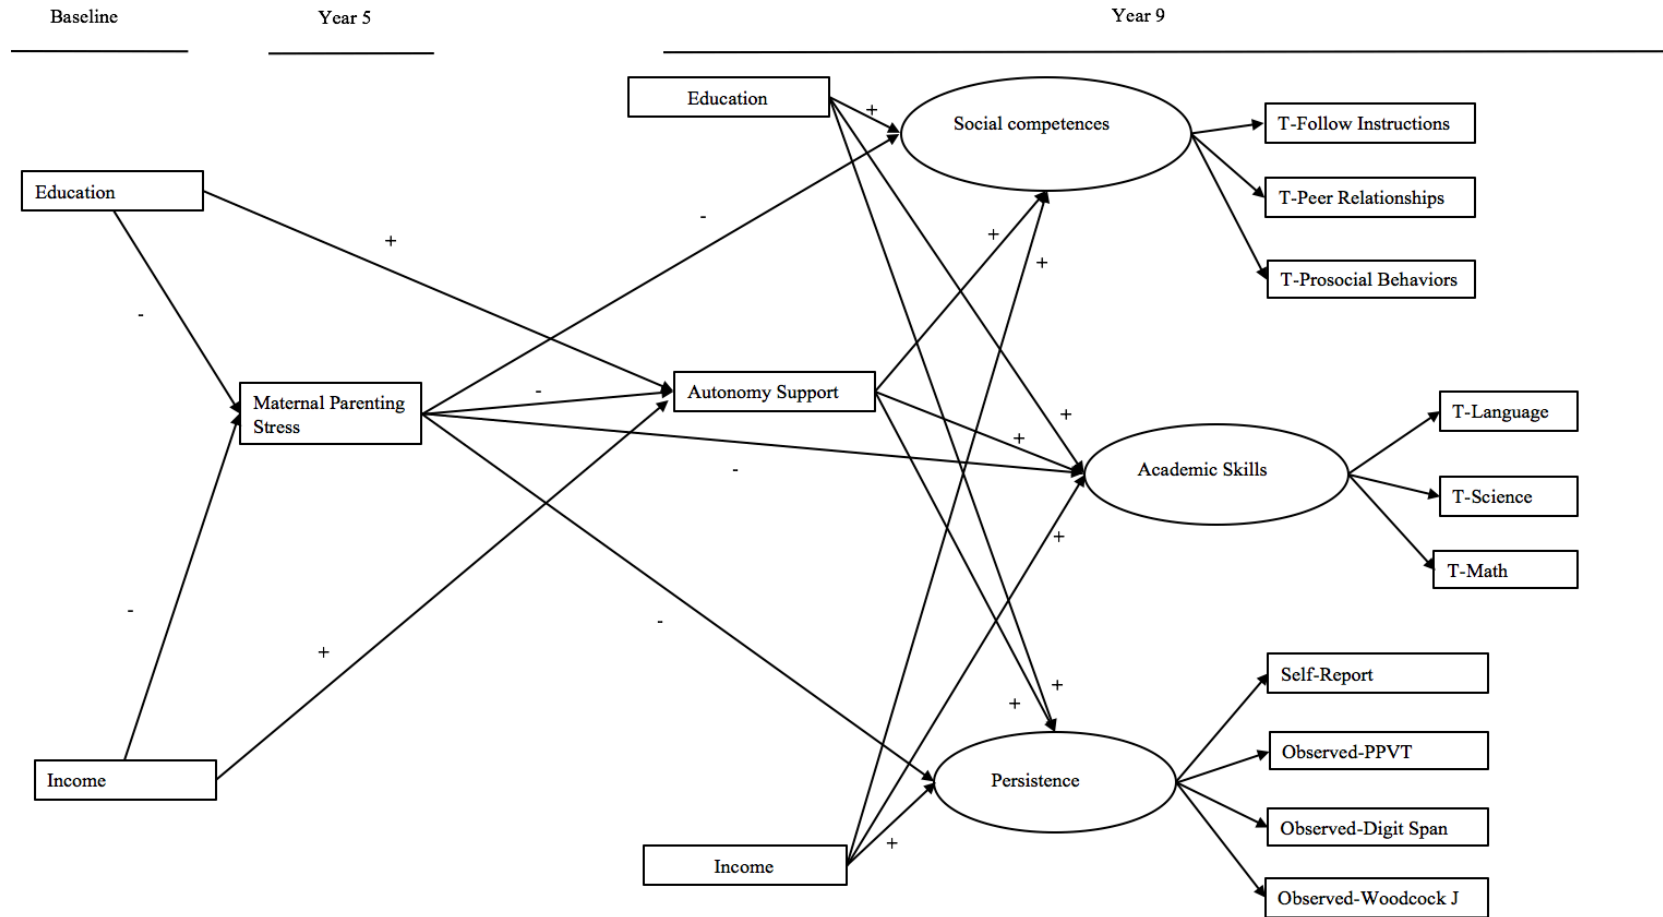 Baseline
Year 5
Year 9
Education
Social competences
T-Follow Instructions
T-Peer Relationships
T-Prosocial Behaviors
Education
+
+
-
+
+
-
Maternal Parenting
Stress
-
Autonomy Support
+
+
-
T-Language
Academic Skills
T-Science
+
T-Math
-
-
+
Self-Report
+
+
Observed-PPVT
Income
Persistence
Observed-Digit Span
+
Income
Observed-Woodcock J